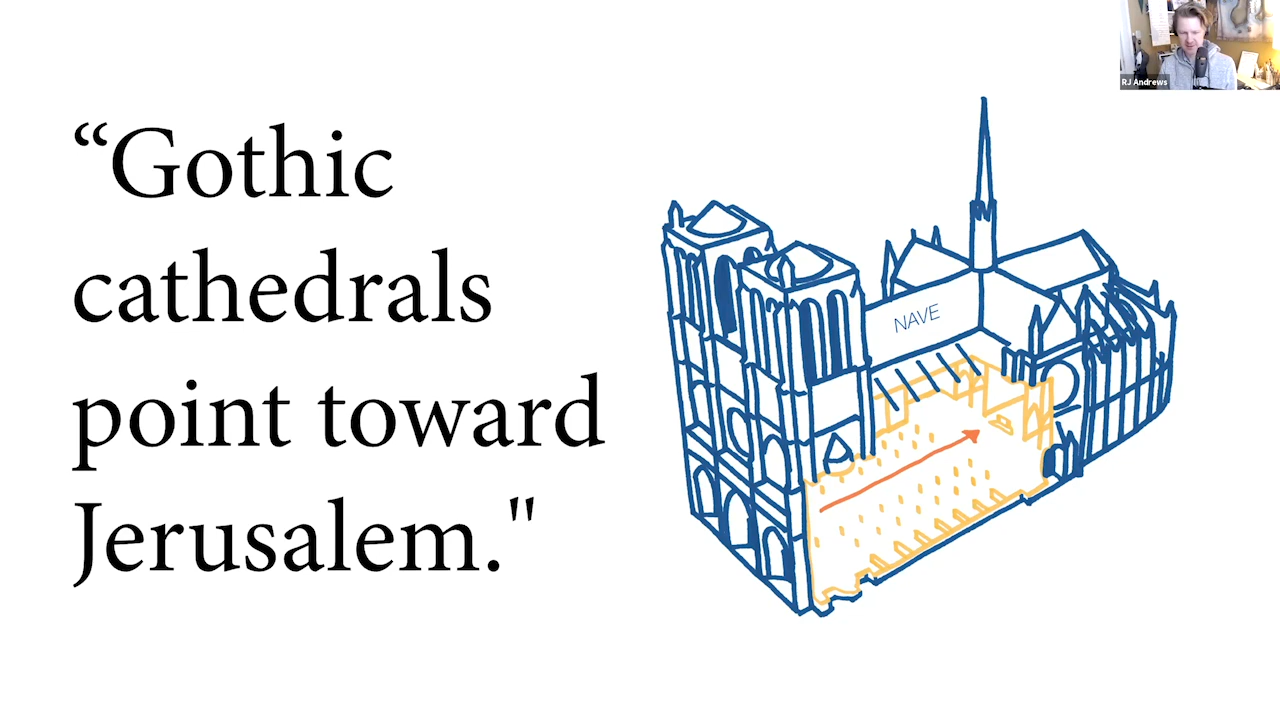 “Gothic
cathedrals
point toward
Jerusalem."
NAVE
RJ Andrews